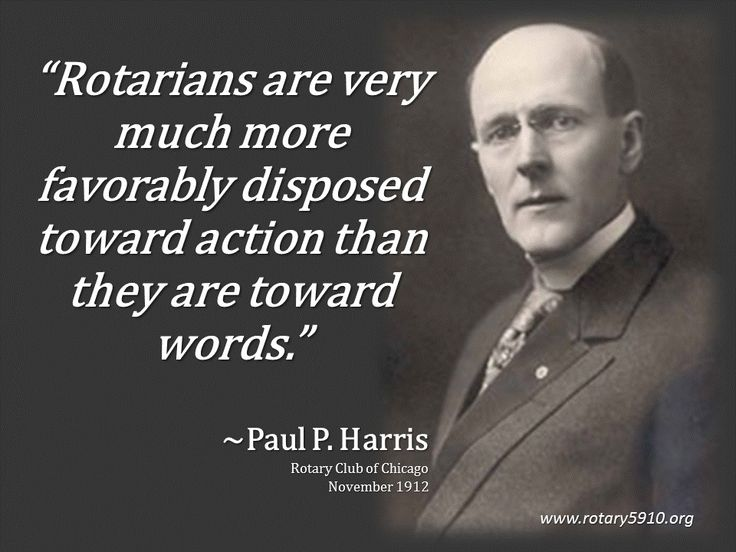 “Rotarians are very
much more
favorably disposed
toward action than
they are toward
words.”
~Paul P. Harris
Rotary Club of Chicago
November 1912
www.rotary5910.org